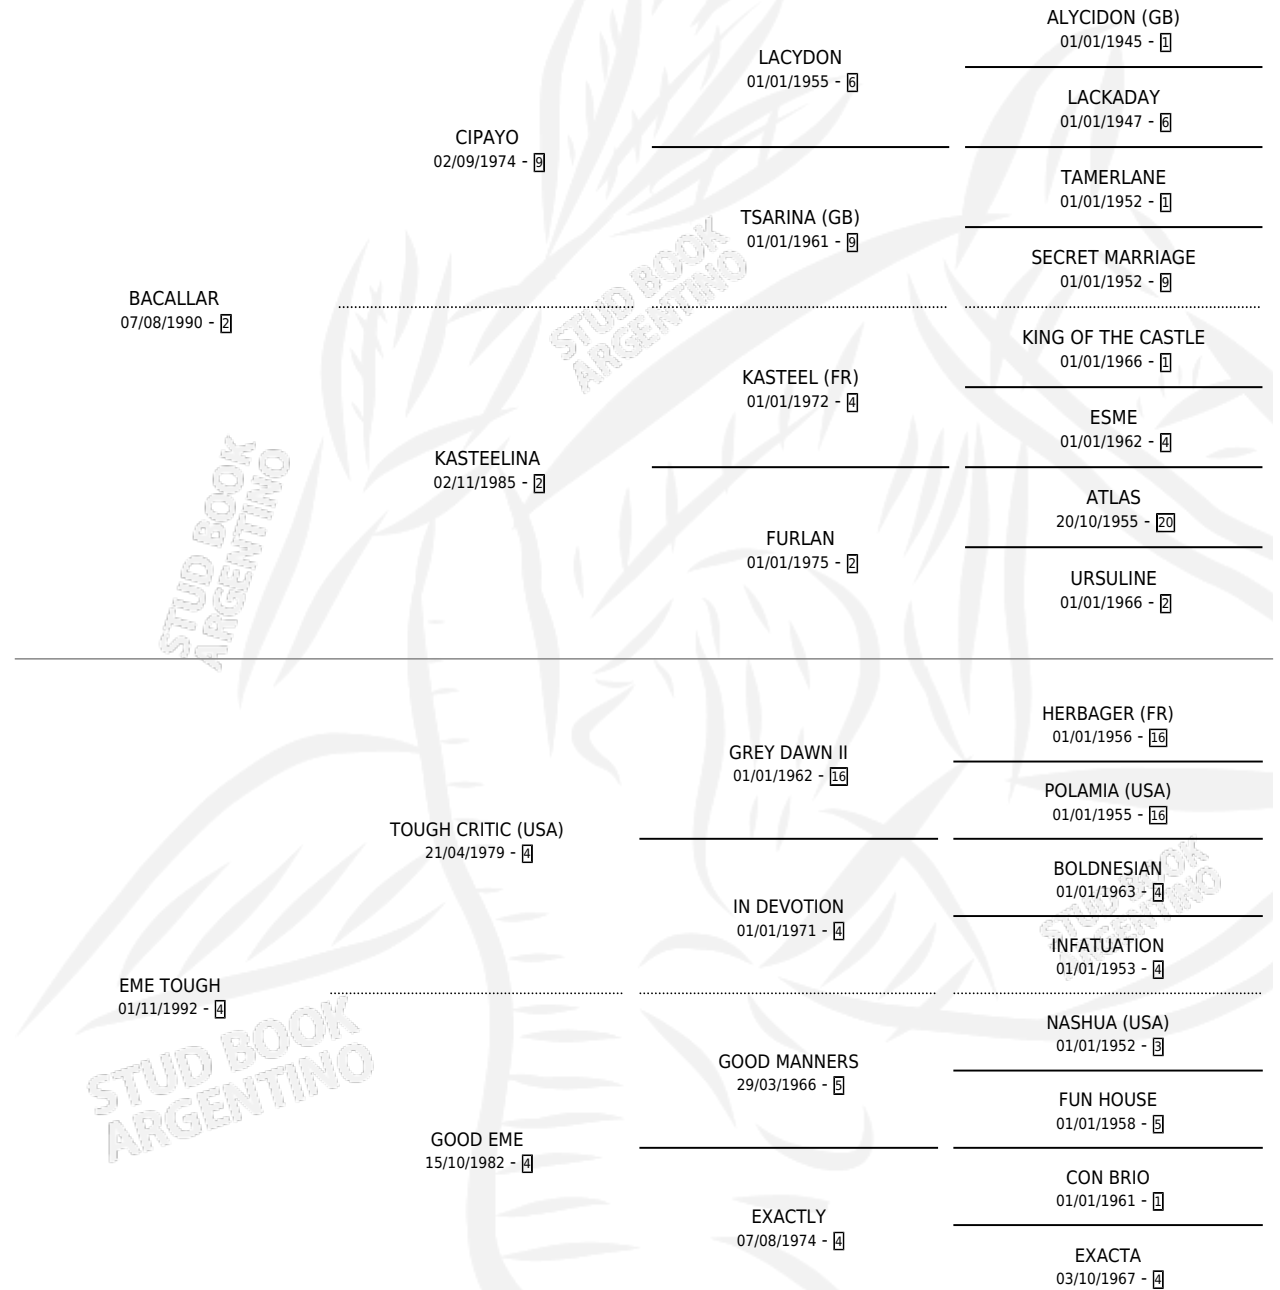 ALYCIDON (GB)
01/01/1945 - 1
LACYDON
01/01/1955 - 6
LACKADAY
01/01/1947 - 6
CIPAYO
02/09/1974 - 9
TAMERLANE
01/01/1952 - 1
TSARINA (GB)
01/01/1961 - 9
SECRET MARRIAGE
01/01/1952 - 9
BACALLAR
07/08/1990 - 2
KING OF THE CASTLE
01/01/1966 - 1
KASTEEL (FR)
01/01/1972 - 4
ESME
01/01/1962 - 4
KASTEELINA
02/11/1985 - 2
ATLAS
20/10/1955 - 20
FURLAN
01/01/1975 - 2
URSULINE
01/01/1966 - 2
HERBAGER (FR)
01/01/1956 - 16
GREY DAWN II
01/01/1962 - 16
POLAMIA (USA)
01/01/1955 - 16
TOUGH CRITIC (USA)
21/04/1979 - 4
BOLDNESIAN
01/01/1963 - 4
IN DEVOTION
01/01/1971 - 4
INFATUATION
01/01/1953 - 4
EME TOUGH
01/11/1992 - 4
NASHUA (USA)
01/01/1952 - 3
GOOD MANNERS
29/03/1966 - 5
FUN HOUSE
01/01/1958 - 5
GOOD EME
15/10/1982 - 4
CON BRIO
01/01/1961 - 1
EXACTLY
07/08/1974 - 4
EXACTA
03/10/1967 - 4
STUD BOOK
ARGENTINO
STUD BOOK
ARGENTINO
STUD BOOK
ARGENTINO
STUD BOOK
ARGENTINO